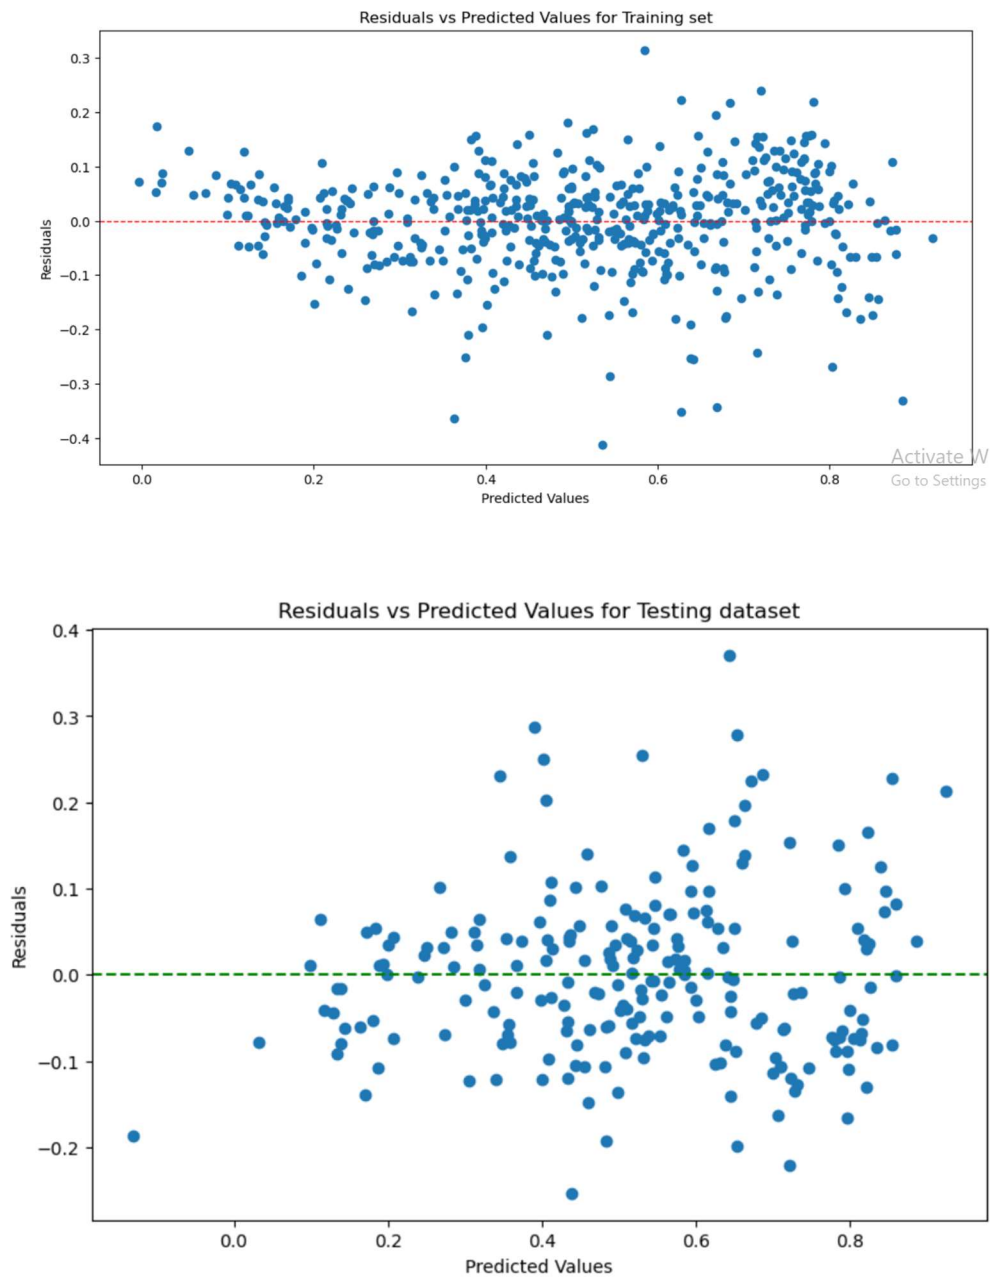 Residuals vs Predicted Values for Training set
0.3
0.2
0.1
0.0
−0.1
−0.2
−0.3
−0.4
Residuals
0.0 0.2 0.4 0.6 0.8
Predicted Values
Activate W
Go to Settings
Residuals vs Predicted Values for Testing dataset
0.4
0.3
0.2
0.1
0.0
−0.1
−0.2
Residuals
0.0 0.2 0.4 0.6 0.8
Predicted Values